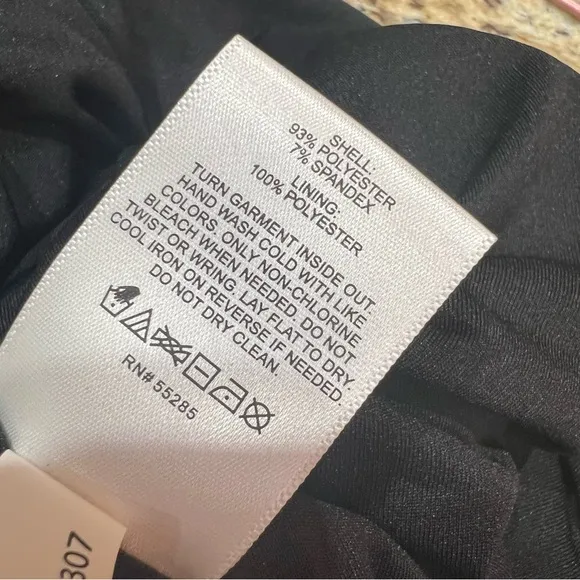 SHELL:
93% POLYESTER
7% SPANDEX
LINING:
100% POLYESTER
TURN GARMENT INSIDE OUT.
HAND WASH COLD WITH LIKE
COLORS. ONLY NON-CHLORINE
BLEACH WHEN NEEDED. DO NOT
TWIST OR WRING. LAY FLAT TO DRY.
COOL IRON ON REVERSE IF NEEDED.
DO NOT DRY CLEAN.
RN# 55285
307